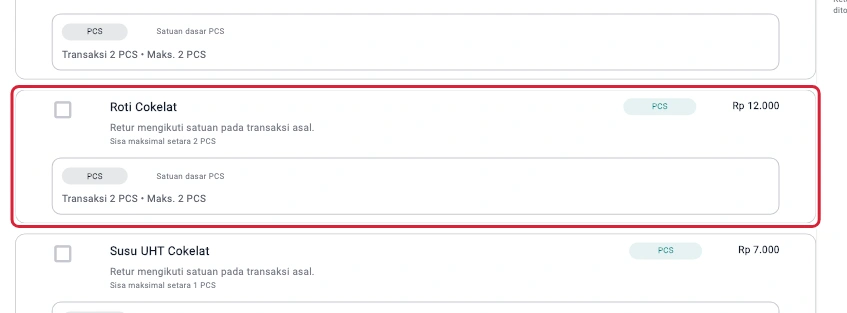 PCS Satuan dasar PCS
Transaksi 2 PCS • Maks. 2 PCS
Roti Cokelat PCS Rp 12.000
Retur mengikuti satuan pada transaksi asal.
Sisa maksimal setara 2 PCS
PCS Satuan dasar PCS
Transaksi 2 PCS • Maks. 2 PCS
Susu UHT Cokelat PCS Rp 7.000
Retur mengikuti satuan pada transaksi asal.
Sisa maksimal setara 1 PCS